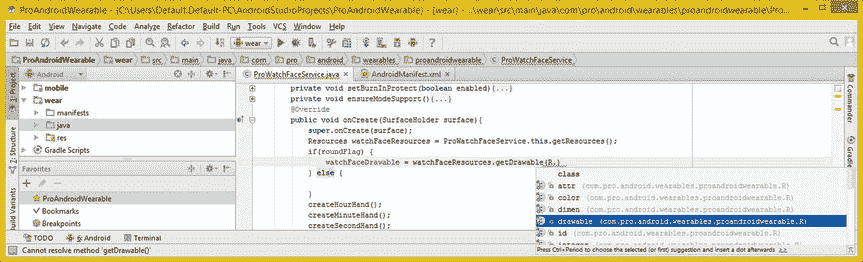 ProAndroidWearable - [C:\Users\Default.Default-PC\AndroidStudioProjects\ProAndroidWearable] - [wear] - ...\wear\src\main\java\com\pro\android\wearables\proandroidwearable\Pro...
File Edit View Navigate Code Analyze Refactor Build Run Tools VCS Window Help
wear
ProAndroidWearable wear src main java com pro android wearables proandroidwearable ProWatchFaceService
Android
ProWatchFaceService.java AndroidManifest.xml
mobile
wear
manifests
java
res
Gradle Scripts
Favorites
ProAndroidWearable
Bookmarks
Breakpoints
1: Project
7: Structure
Build Variants
private void setBurnInProtect(boolean enabled){...}
private void ensureModeSupport(){...}
@Override
public void onCreate(SurfaceHolder surface){
super.onCreate(surface);
Resources watchFaceResources = ProWatchFaceService.this.getResources();
if(roundFlag) {
watchFaceDrawable = watchFaceResources.getDrawable(R.)
} else {
}
createHourHand();
createMinuteHand();
createSecondHand();
class
attr (com.pro.android.wearables.proandroidwearable.R)
color (com.pro.android.wearables.proandroidwearable.R)
dimen (com.pro.android.wearables.proandroidwearable.R)
drawable (com.pro.android.wearables.proandroidwearable.R)
id (com.pro.android.wearables.proandroidwearable.R)
Press Ctrl+Period to choose the selected (or first) suggestion and insert a dot afterwards >>
Commander
Gradle
TODO 6: Android Terminal
Cannot resolve method 'getDrawable()'